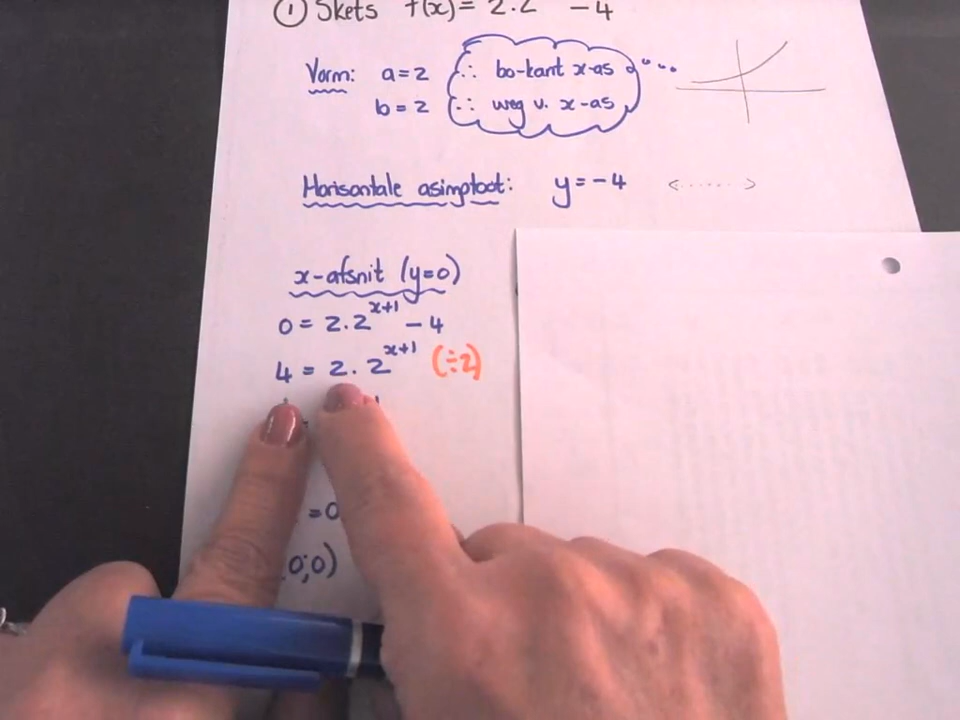 ① Skets f(x) = 2.2 - 4
Vorm: a = 2 ∴ bo-kant x-as
b = 2 ∴ weg v. x-as
Horisontale asimptoot: y = -4
x-afsnit (y=0)
0 = 2.2^{x+1} - 4
4 = 2.2^{x+1} (÷2)
=0
0;0)